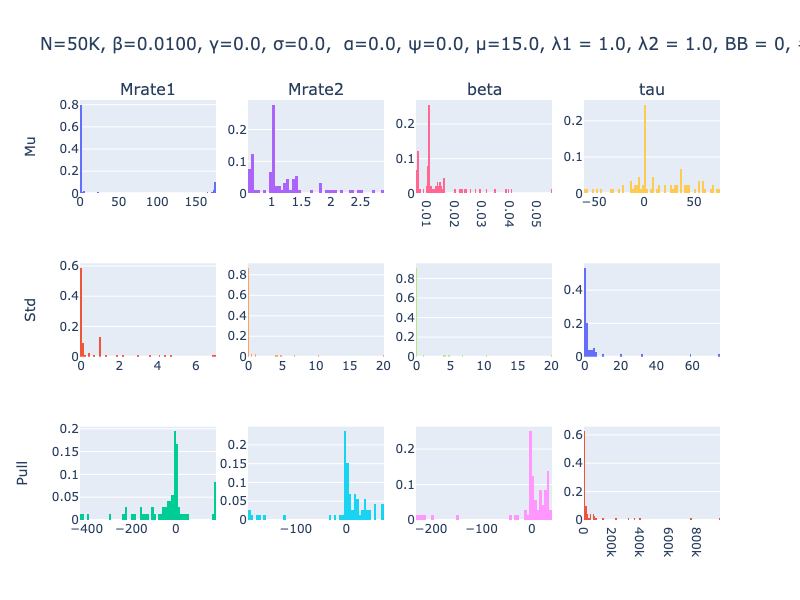 N=50K, β=0.0100, γ=0.0, σ=0.0, α=0.0, ψ=0.0, μ=15.0, λ1 = 1.0, λ2 = 1.0, BB = 0,
Mrate1 Mrate2 beta tau
Mu
0.8 0.6 0.4 0.2 0
0 50 100 150
0.2 0.1 0
1 1.5 2 2.5
0.2 0.1 0
0.01 0.02 0.03 0.04 0.05
0.2 0.1 0
−50 0 50
Std
0.6 0.4 0.2 0
0 2 4 6
0.8 0.6 0.4 0.2 0
0 5 10 15 20
0.8 0.6 0.4 0.2 0
0 5 10 15 20
0.4 0.2 0
0 20 40 60
Pull
0.2 0.15 0.1 0.05 0
−400 −200 0
0.2 0.15 0.1 0.05 0
−100 0
0.2 0.1 0
−200 −100 0
0.6 0.4 0.2 0
0 200k 400k 600k 800k